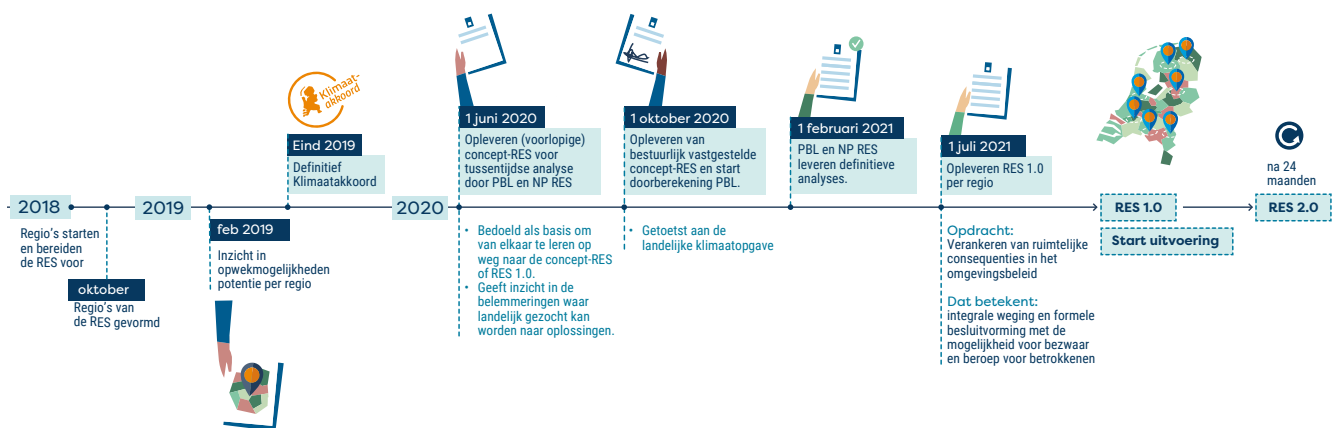 2018
Regio's starten
en bereiden
de RES voor
oktober
Regio's van
de RES gevormd
2019
feb 2019
Inzicht in
opwekmogelijkheden
potentie per regio
Klimaat-
akkoord
Eind 2019
Definitief
Klimaatakkoord
2020
1 juni 2020
Opleveren (voorlopige)
concept-RES voor
tussentijdse analyse
door PBL en NP RES
• Bedoeld als basis om
van elkaar te leren op
weg naar de concept-RES
of RES 1.0.
• Geeft inzicht in de
belemmeringen waar
landelijk gezocht kan
worden naar oplossingen.
1 oktober 2020
Opleveren van
bestuurlijk vastgestelde
concept-RES en start
doorberekening PBL.
• Getoetst aan de
landelijke klimaatopgave
1 februari 2021
PBL en NP RES
leveren definitieve
analyses.
1 juli 2021
Opleveren RES 1.0
per regio
Opdracht:
Verankeren van ruimtelijke
consequenties in het
omgevingsbeleid
Dat betekent:
integrale weging en formele
besluitvorming met de
mogelijkheid voor bezwaar
en beroep voor betrokkenen
RES 1.0
Start uitvoering
na 24
maanden
RES 2.0